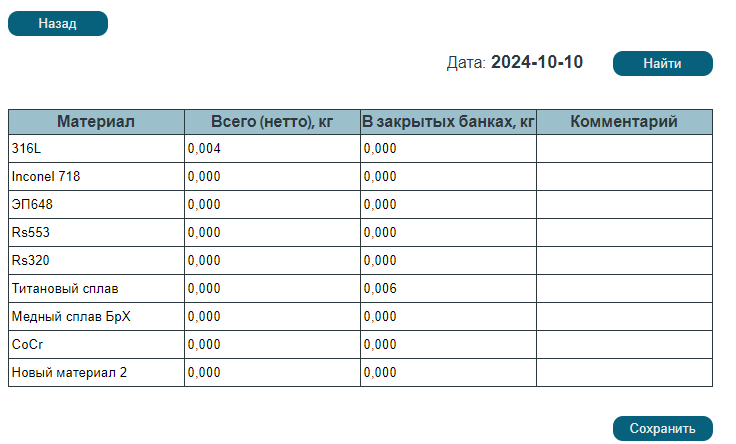 Назад
Дата: 2024-10-10 Найти
Материал Всего (нетто), кг В закрытых банках, кг Комментарий
316L 0,004 0,000
Inconel 718 0,000 0,000
ЭП648 0,000 0,000
Rs553 0,000 0,000
Rs320 0,000 0,000
Титановый сплав 0,000 0,006
Медный сплав БрХ 0,000 0,000
CoCr 0,000 0,000
Новый материал 2 0,000 0,000
Сохранить